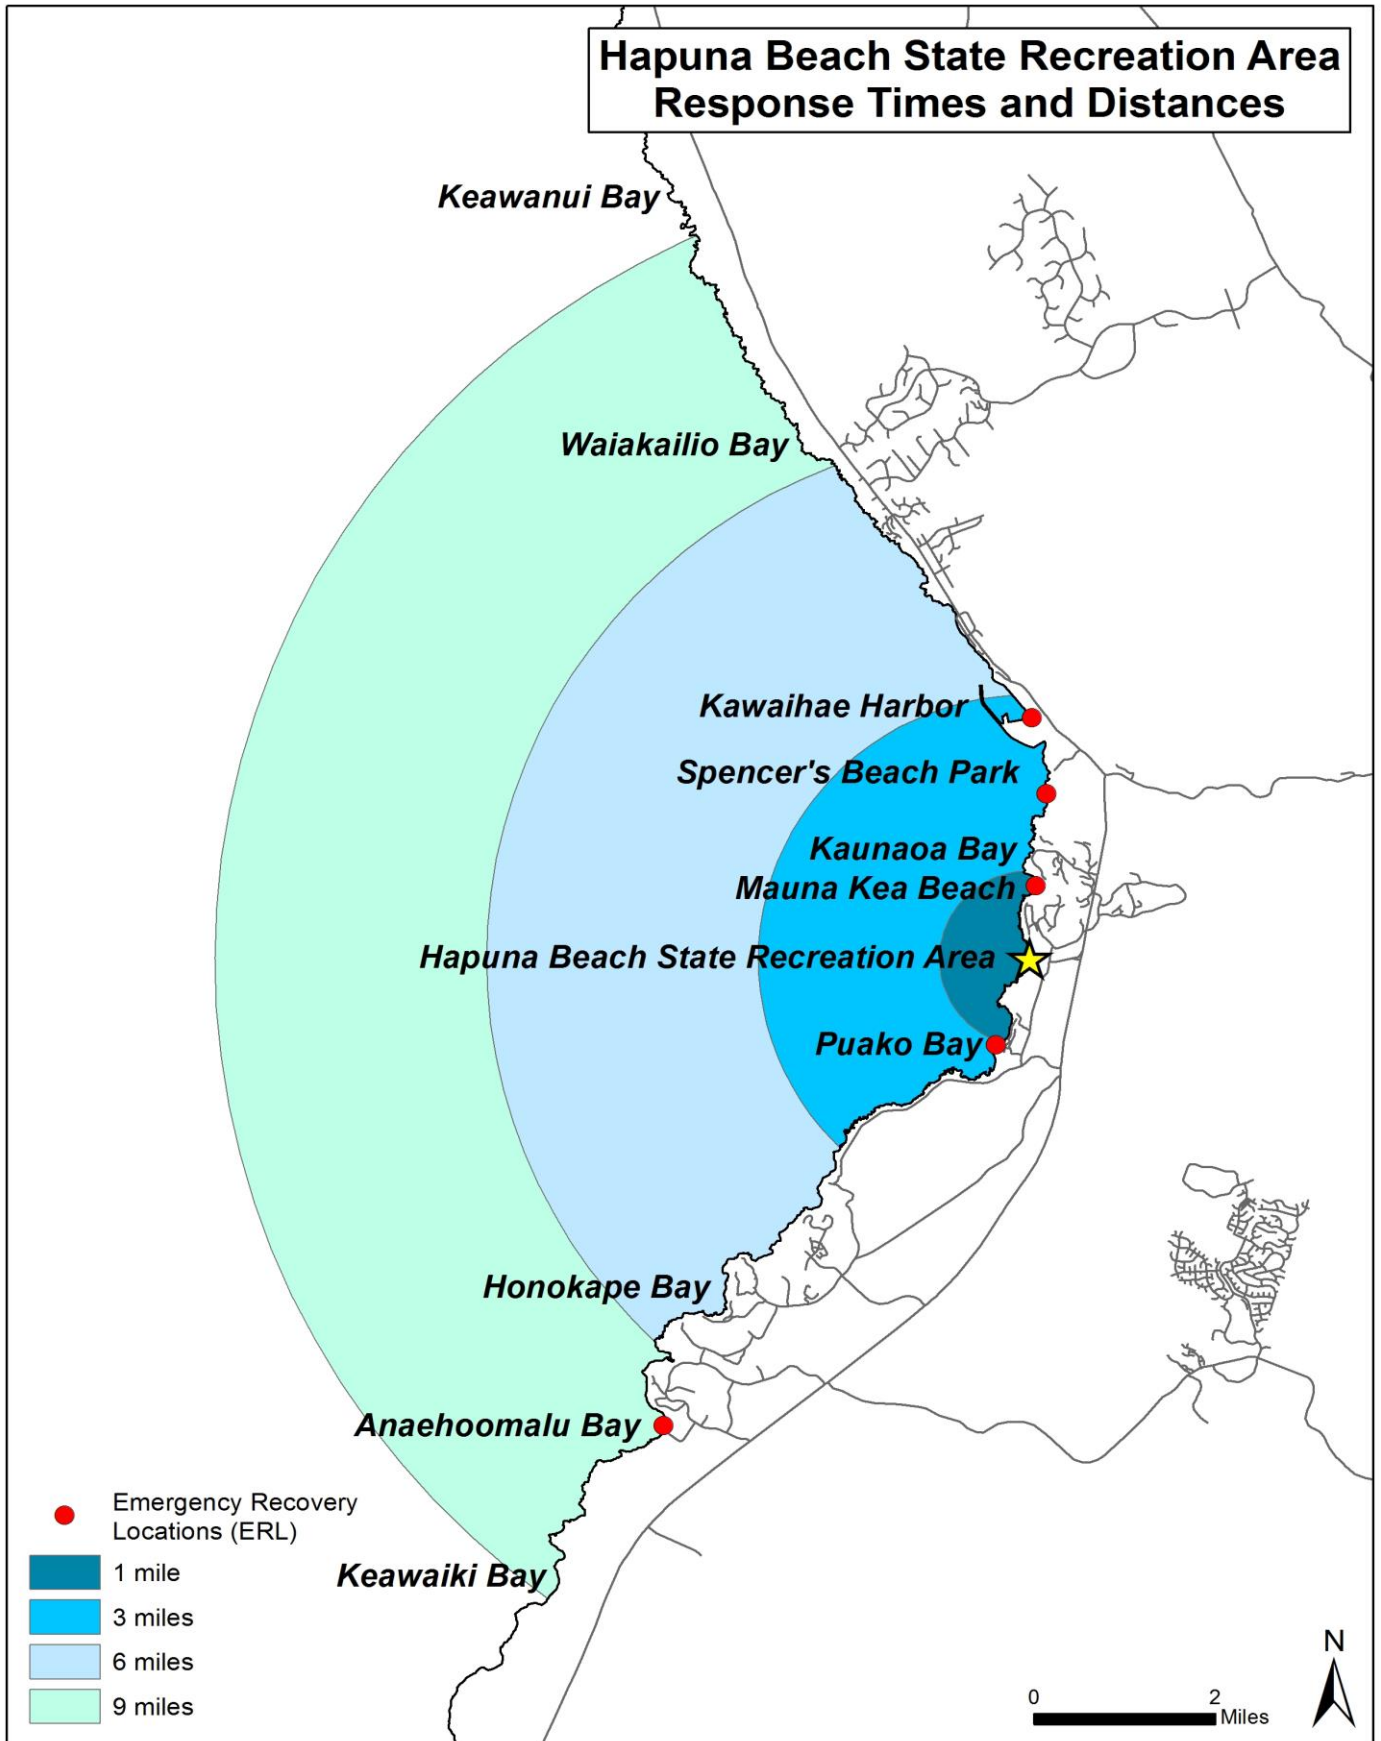 Hapuna Beach State Recreation Area
Response Times and Distances
Keawanui Bay
Waiakailio Bay
Kawaihae Harbor
Spencer's Beach Park
Kaunaoa Bay
Mauna Kea Beach
Hapuna Beach State Recreation Area
Puako Bay
Honokape Bay
Anaehoomalu Bay
Keawaiki Bay
Emergency Recovery
Locations (ERL)
1 mile
3 miles
6 miles
9 miles
N
0 2
Miles